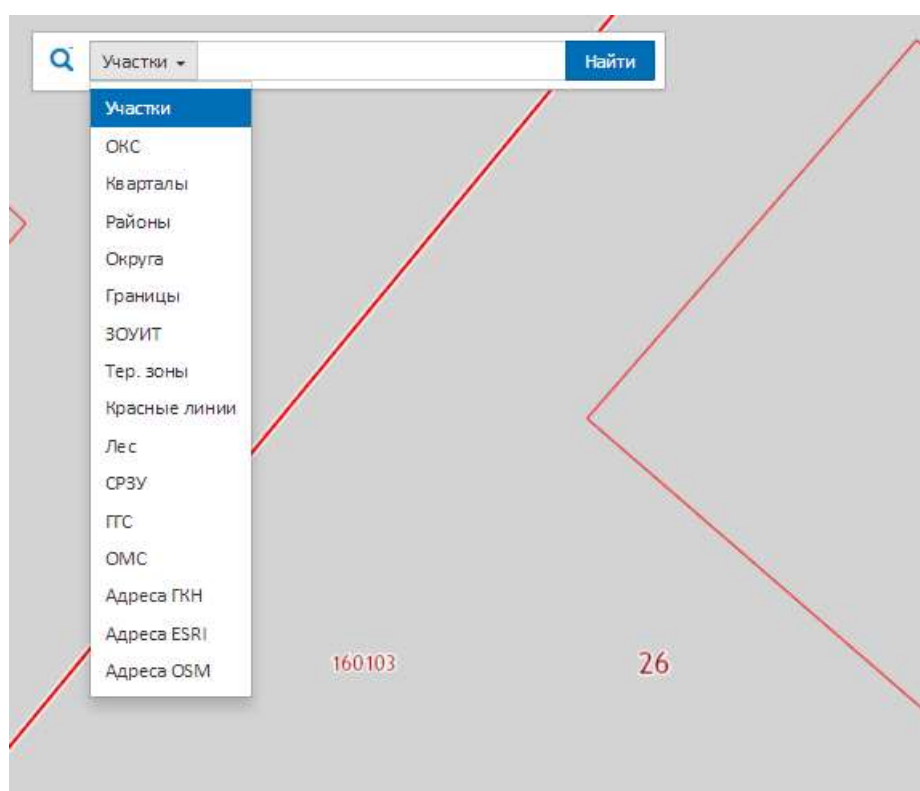 Участки Найти
Участки
ОКС
Кварталы
Районы
Округа
Границы
ЗОУИТ
Тер. зоны
Красные линии
Лес
СРЗУ
ГГС
ОМС
Адреса ГКН
Адреса ESRI
Адреса OSM
160103 26